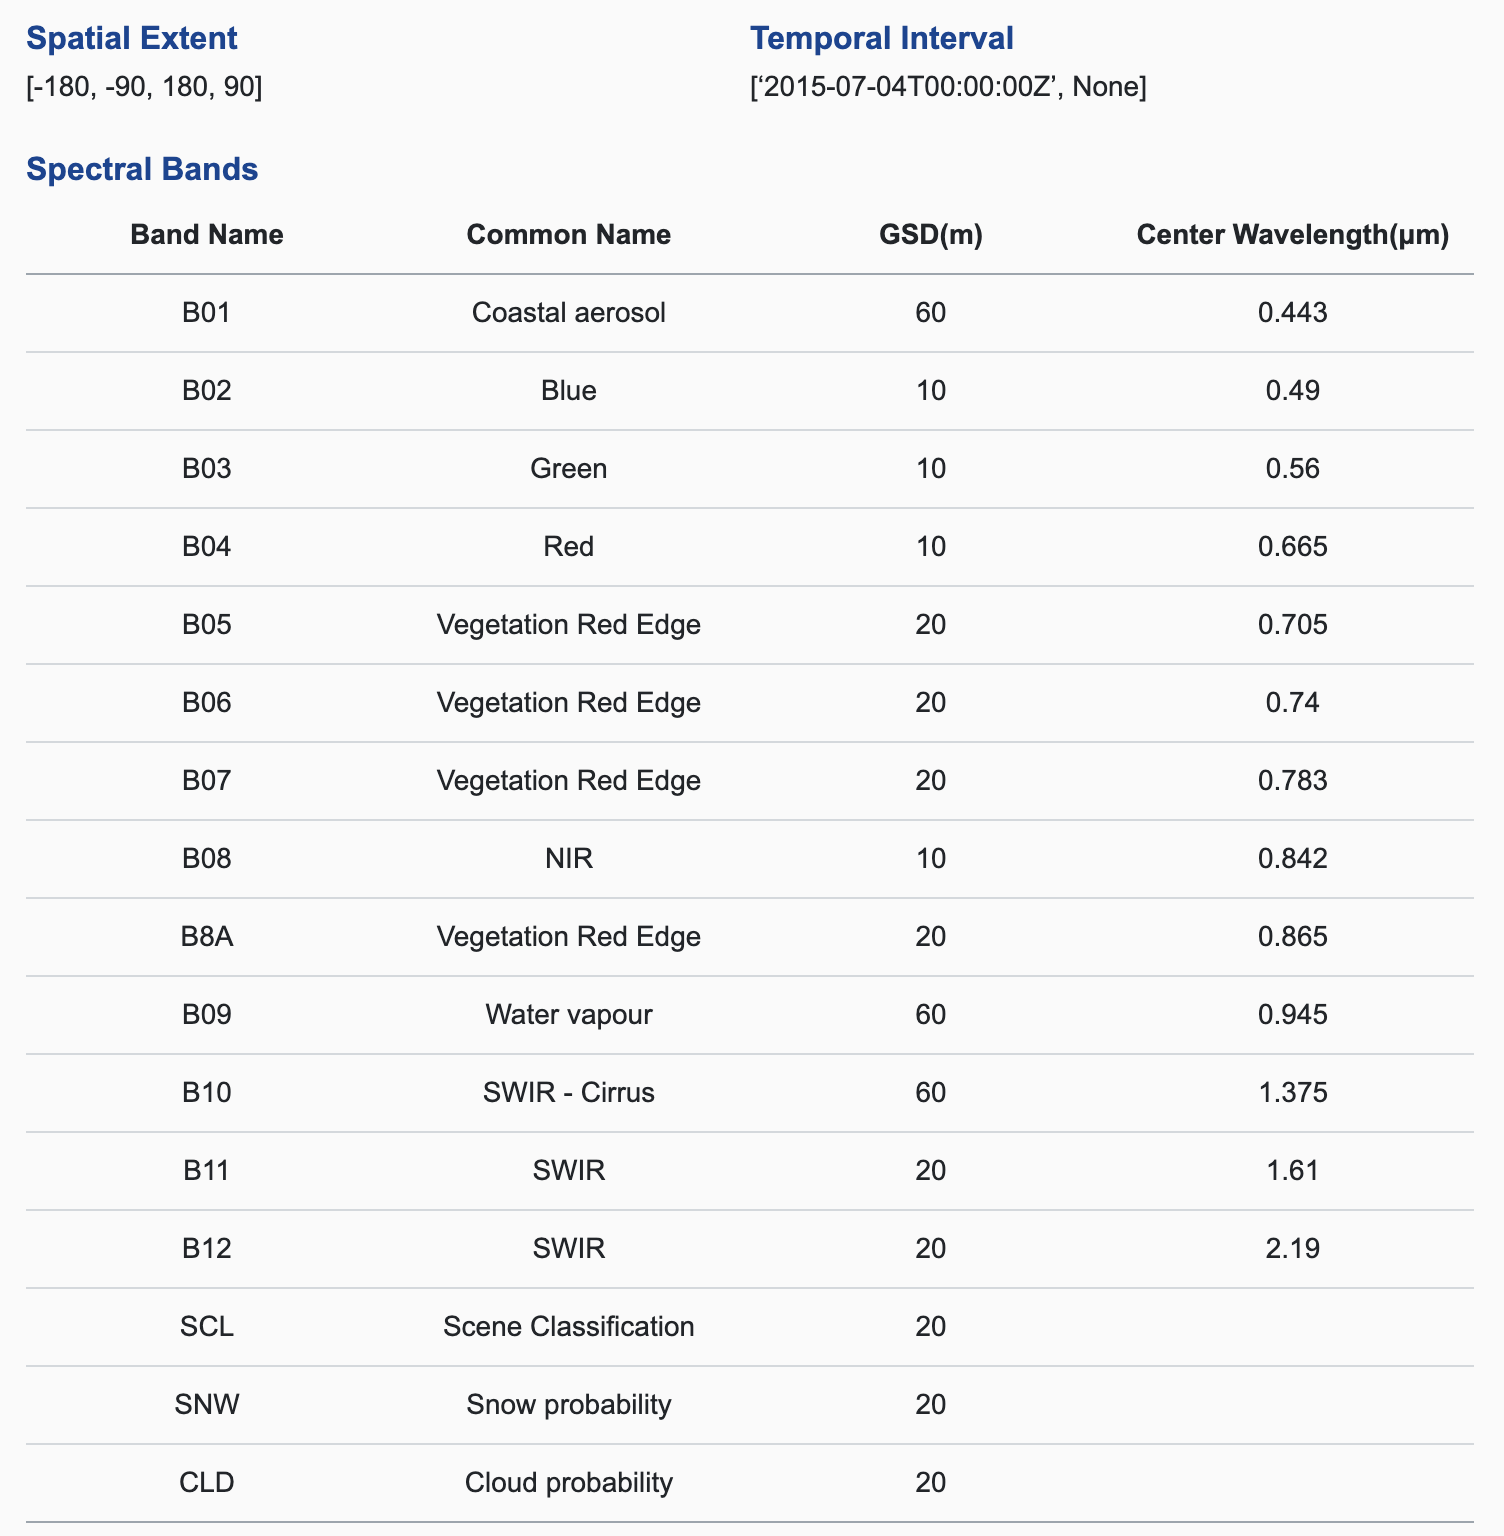 Spatial Extent
[-180, -90, 180, 90]
Temporal Interval
[‘2015-07-04T00:00:00Z’, None]
Spectral Bands
Band Name Common Name GSD(m) Center Wavelength(μm)
B01 Coastal aerosol 60 0.443
B02 Blue 10 0.49
B03 Green 10 0.56
B04 Red 10 0.665
B05 Vegetation Red Edge 20 0.705
B06 Vegetation Red Edge 20 0.74
B07 Vegetation Red Edge 20 0.783
B08 NIR 10 0.842
B8A Vegetation Red Edge 20 0.865
B09 Water vapour 60 0.945
B10 SWIR - Cirrus 60 1.375
B11 SWIR 20 1.61
B12 SWIR 20 2.19
SCL Scene Classification 20
SNW Snow probability 20
CLD Cloud probability 20